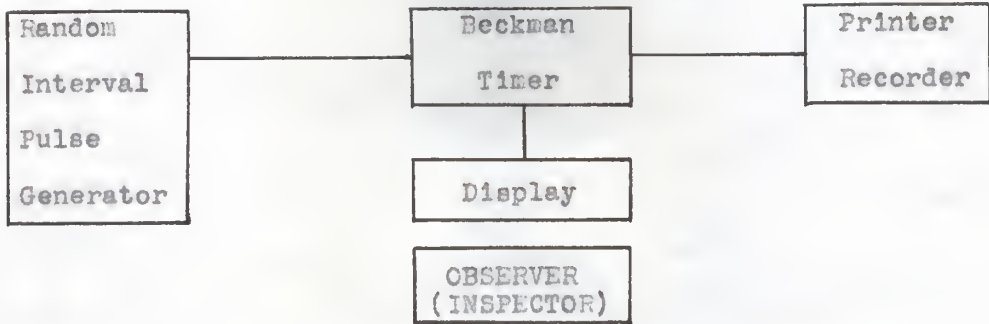 Random
Interval
Pulse
Generator
Beckman
Timer
Printer
Recorder
Display
OBSERVER
(INSPECTOR)